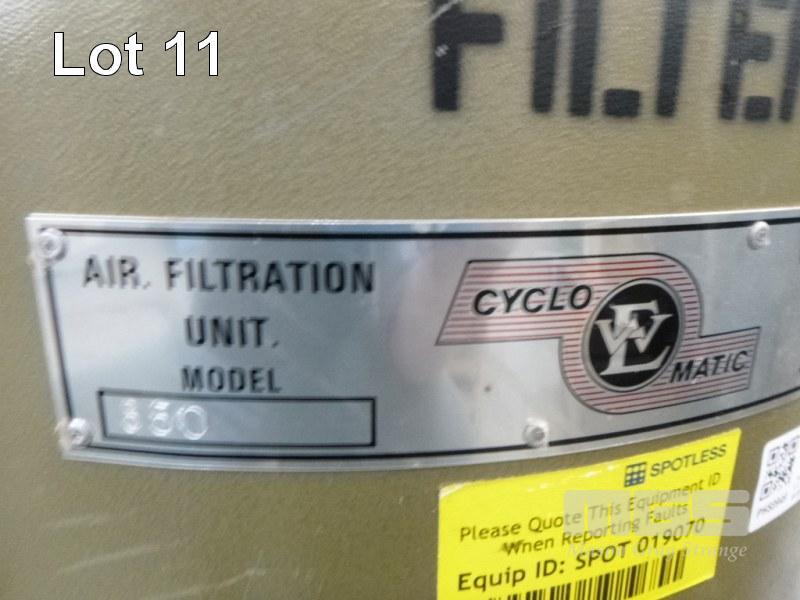 Lot 11
FILTE
AIR. FILTRATION
UNIT.
MODEL
CYCLO
MATIC
SPOTLESS
Please Quote This Equipment ID
When Reporting Faults
Equip ID: SPOT 019070